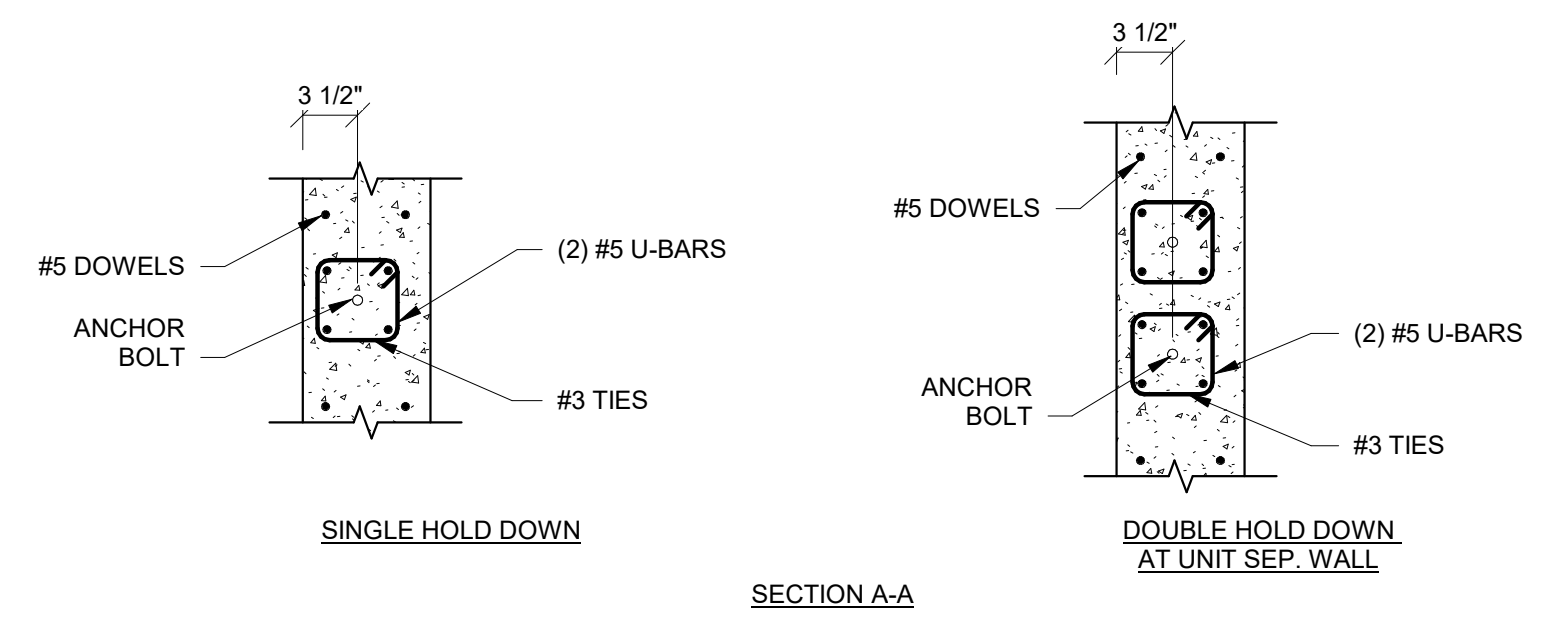 3 1/2"
#5 DOWELS
(2) #5 U-BARS
ANCHOR
BOLT
#3 TIES
SINGLE HOLD DOWN
3 1/2"
#5 DOWELS
(2) #5 U-BARS
ANCHOR
BOLT
#3 TIES
DOUBLE HOLD DOWN
AT UNIT SEP. WALL
SECTION A-A